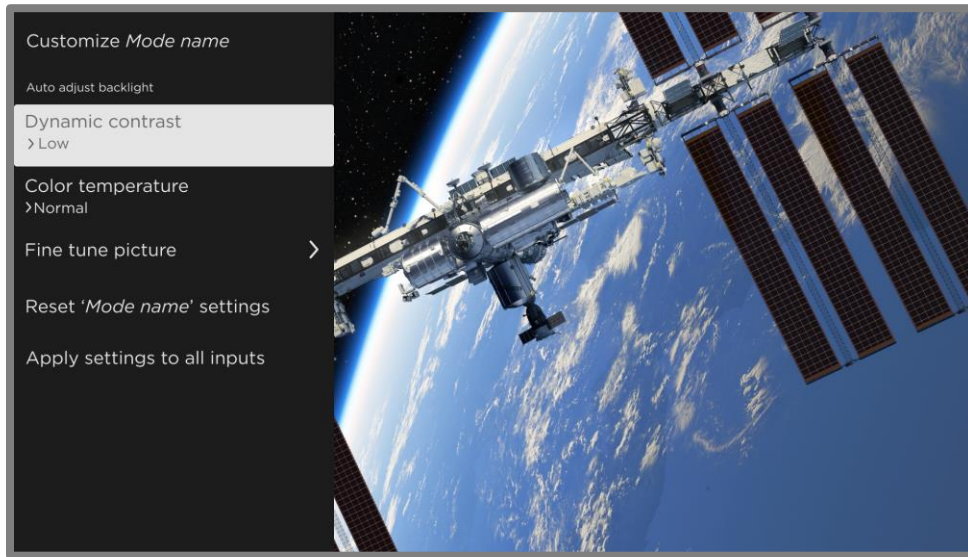 Customize Mode name
Auto adjust backlight
Dynamic contrast
Low
Color temperature
Normal
Fine tune picture
Reset ‘Mode name’ settings
Apply settings to all inputs